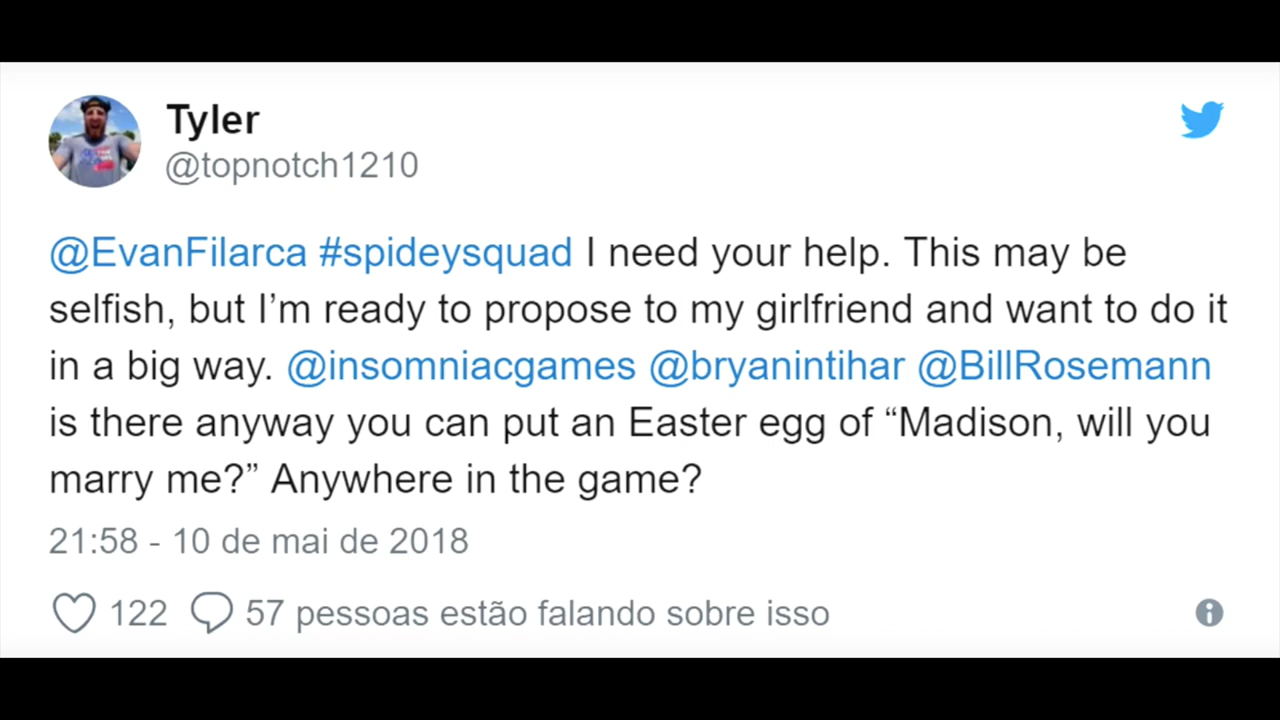 Tyler
@topnotch1210
@EvanFilarca #spideysquad I need your help. This may be
selfish, but I’m ready to propose to my girlfriend and want to do it
in a big way. @insomniacgames @bryanintihar @BillRosemann
is there anyway you can put an Easter egg of “Madison, will you
marry me?” Anywhere in the game?
21:58 - 10 de mai de 2018
122 57 pessoas estão falando sobre isso